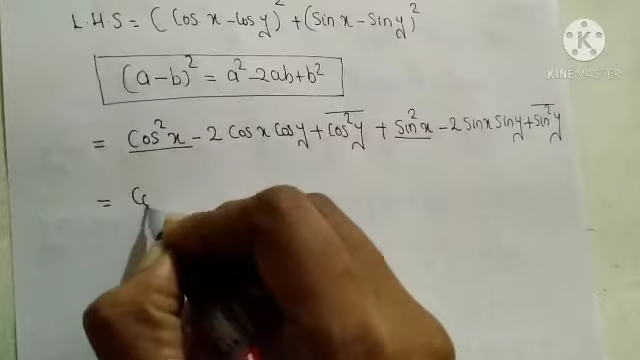 L.H.S = (Cos x - Cos y)² + (Sin x - Sin y)²
(a-b)² = a² - 2ab + b²
= Cos²x - 2 Cos x Cos y + Cos²y + Sin²x - 2 Sin x Sin y + Sin²y
= Co
KINEMASTER